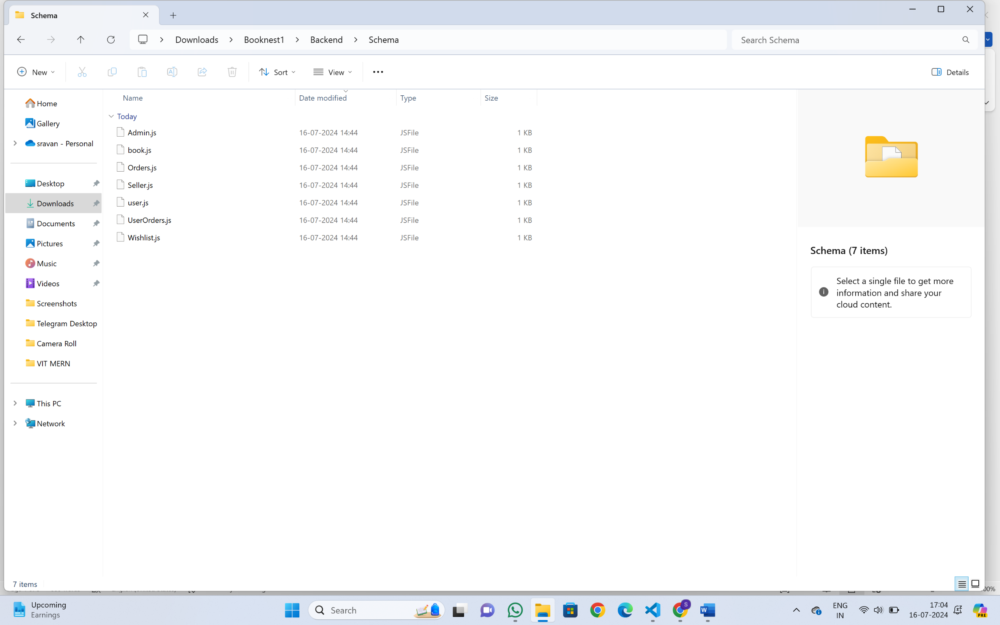 Schema
Downloads
Booknest1
Backend
Schema
Search Schema
New
Sort
View
Details
Home
Gallery
sravan - Personal
Desktop
Downloads
Documents
Pictures
Music
Videos
Screenshots
Telegram Desktop
Camera Roll
VIT MERN
This PC
Network
Name Date modified Type Size
Today
Admin.js 16-07-2024 14:44 JSFile 1 KB
book.js 16-07-2024 14:44 JSFile 1 KB
Orders.js 16-07-2024 14:44 JSFile 1 KB
Seller.js 16-07-2024 14:44 JSFile 1 KB
user.js 16-07-2024 14:44 JSFile 1 KB
UserOrders.js 16-07-2024 14:44 JSFile 1 KB
Wishlist.js 16-07-2024 14:44 JSFile 1 KB
Schema (7 items)
Select a single file to get more
information and share your
cloud content.
7 items
Upcoming
Earnings
Search
S
W
ENG
IN
17:04
16-07-2024
PRE